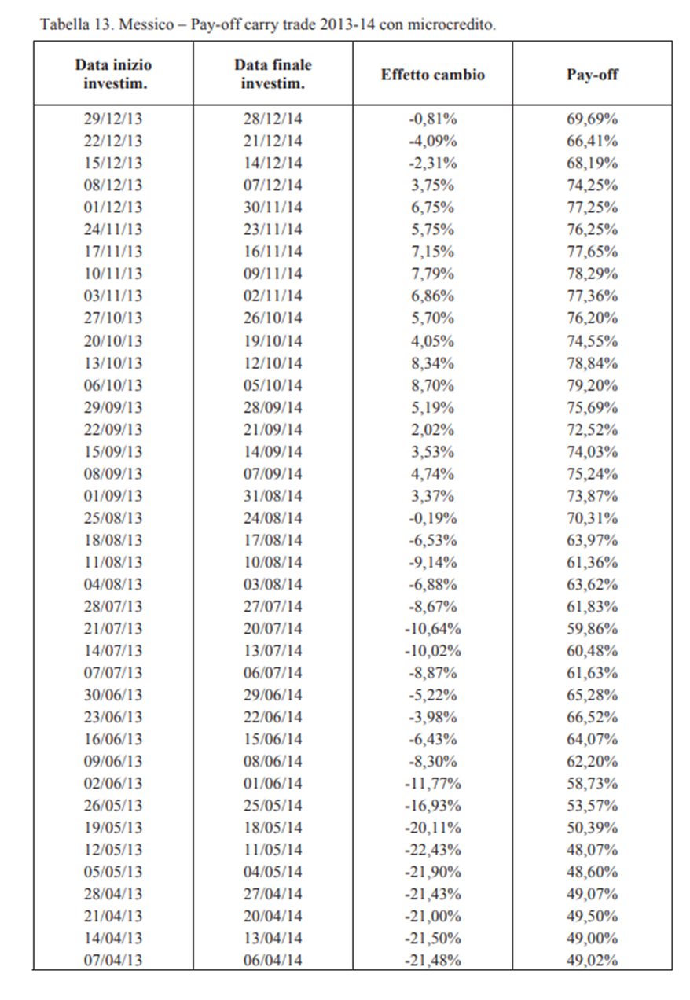 Tabella 13. Messico – Pay-off carry trade 2013-14 con microcredito.
Data inizio investim. Data finale investim. Effetto cambio Pay-off
29/12/13 28/12/14 -0,81% 69,69%
22/12/13 21/12/14 -4,09% 66,41%
15/12/13 14/12/14 -2,31% 68,19%
08/12/13 07/12/14 3,75% 74,25%
01/12/13 30/11/14 6,75% 77,25%
24/11/13 23/11/14 5,75% 76,25%
17/11/13 16/11/14 7,15% 77,65%
10/11/13 09/11/14 7,79% 78,29%
03/11/13 02/11/14 6,86% 77,36%
27/10/13 26/10/14 5,70% 76,20%
20/10/13 19/10/14 4,05% 74,55%
13/10/13 12/10/14 8,34% 78,84%
06/10/13 05/10/14 8,70% 79,20%
29/09/13 28/09/14 5,19% 75,69%
22/09/13 21/09/14 2,02% 72,52%
15/09/13 14/09/14 3,53% 74,03%
08/09/13 07/09/14 4,74% 75,24%
01/09/13 31/08/14 3,37% 73,87%
25/08/13 24/08/14 -0,19% 70,31%
18/08/13 17/08/14 -6,53% 63,97%
11/08/13 10/08/14 -9,14% 61,36%
04/08/13 03/08/14 -6,88% 63,62%
28/07/13 27/07/14 -8,67% 61,83%
21/07/13 20/07/14 -10,64% 59,86%
14/07/13 13/07/14 -10,02% 60,48%
07/07/13 06/07/14 -8,87% 61,63%
30/06/13 29/06/14 -5,22% 65,28%
23/06/13 22/06/14 -3,98% 66,52%
16/06/13 15/06/14 -6,43% 64,07%
09/06/13 08/06/14 -8,30% 62,20%
02/06/13 01/06/14 -11,77% 58,73%
26/05/13 25/05/14 -16,93% 53,57%
19/05/13 18/05/14 -20,11% 50,39%
12/05/13 11/05/14 -22,43% 48,07%
05/05/13 04/05/14 -21,90% 48,60%
28/04/13 27/04/14 -21,43% 49,07%
21/04/13 20/04/14 -21,00% 49,50%
14/04/13 13/04/14 -21,50% 49,00%
07/04/13 06/04/14 -21,48% 49,02%